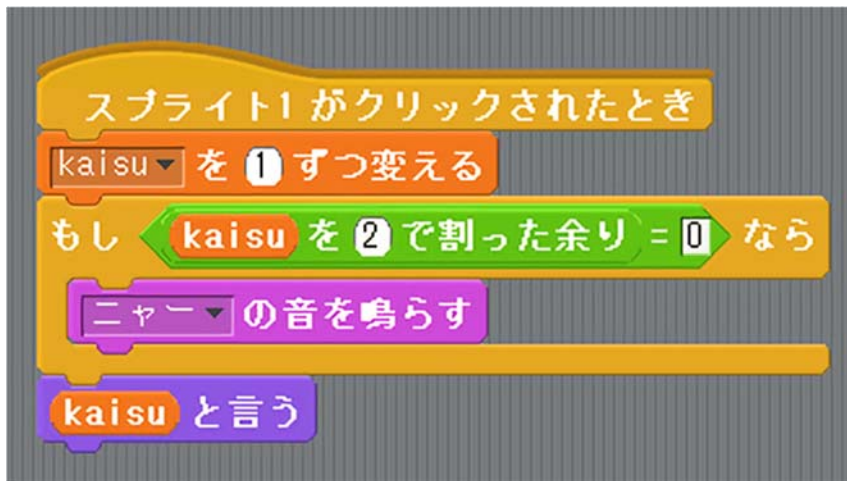 スプライト1 がクリックされたとき
kaisu を 1 ずつ変える
もし kaisu を 2 で割った余り = 0 なら
ニャー の音を鳴らす
kaisu と言う